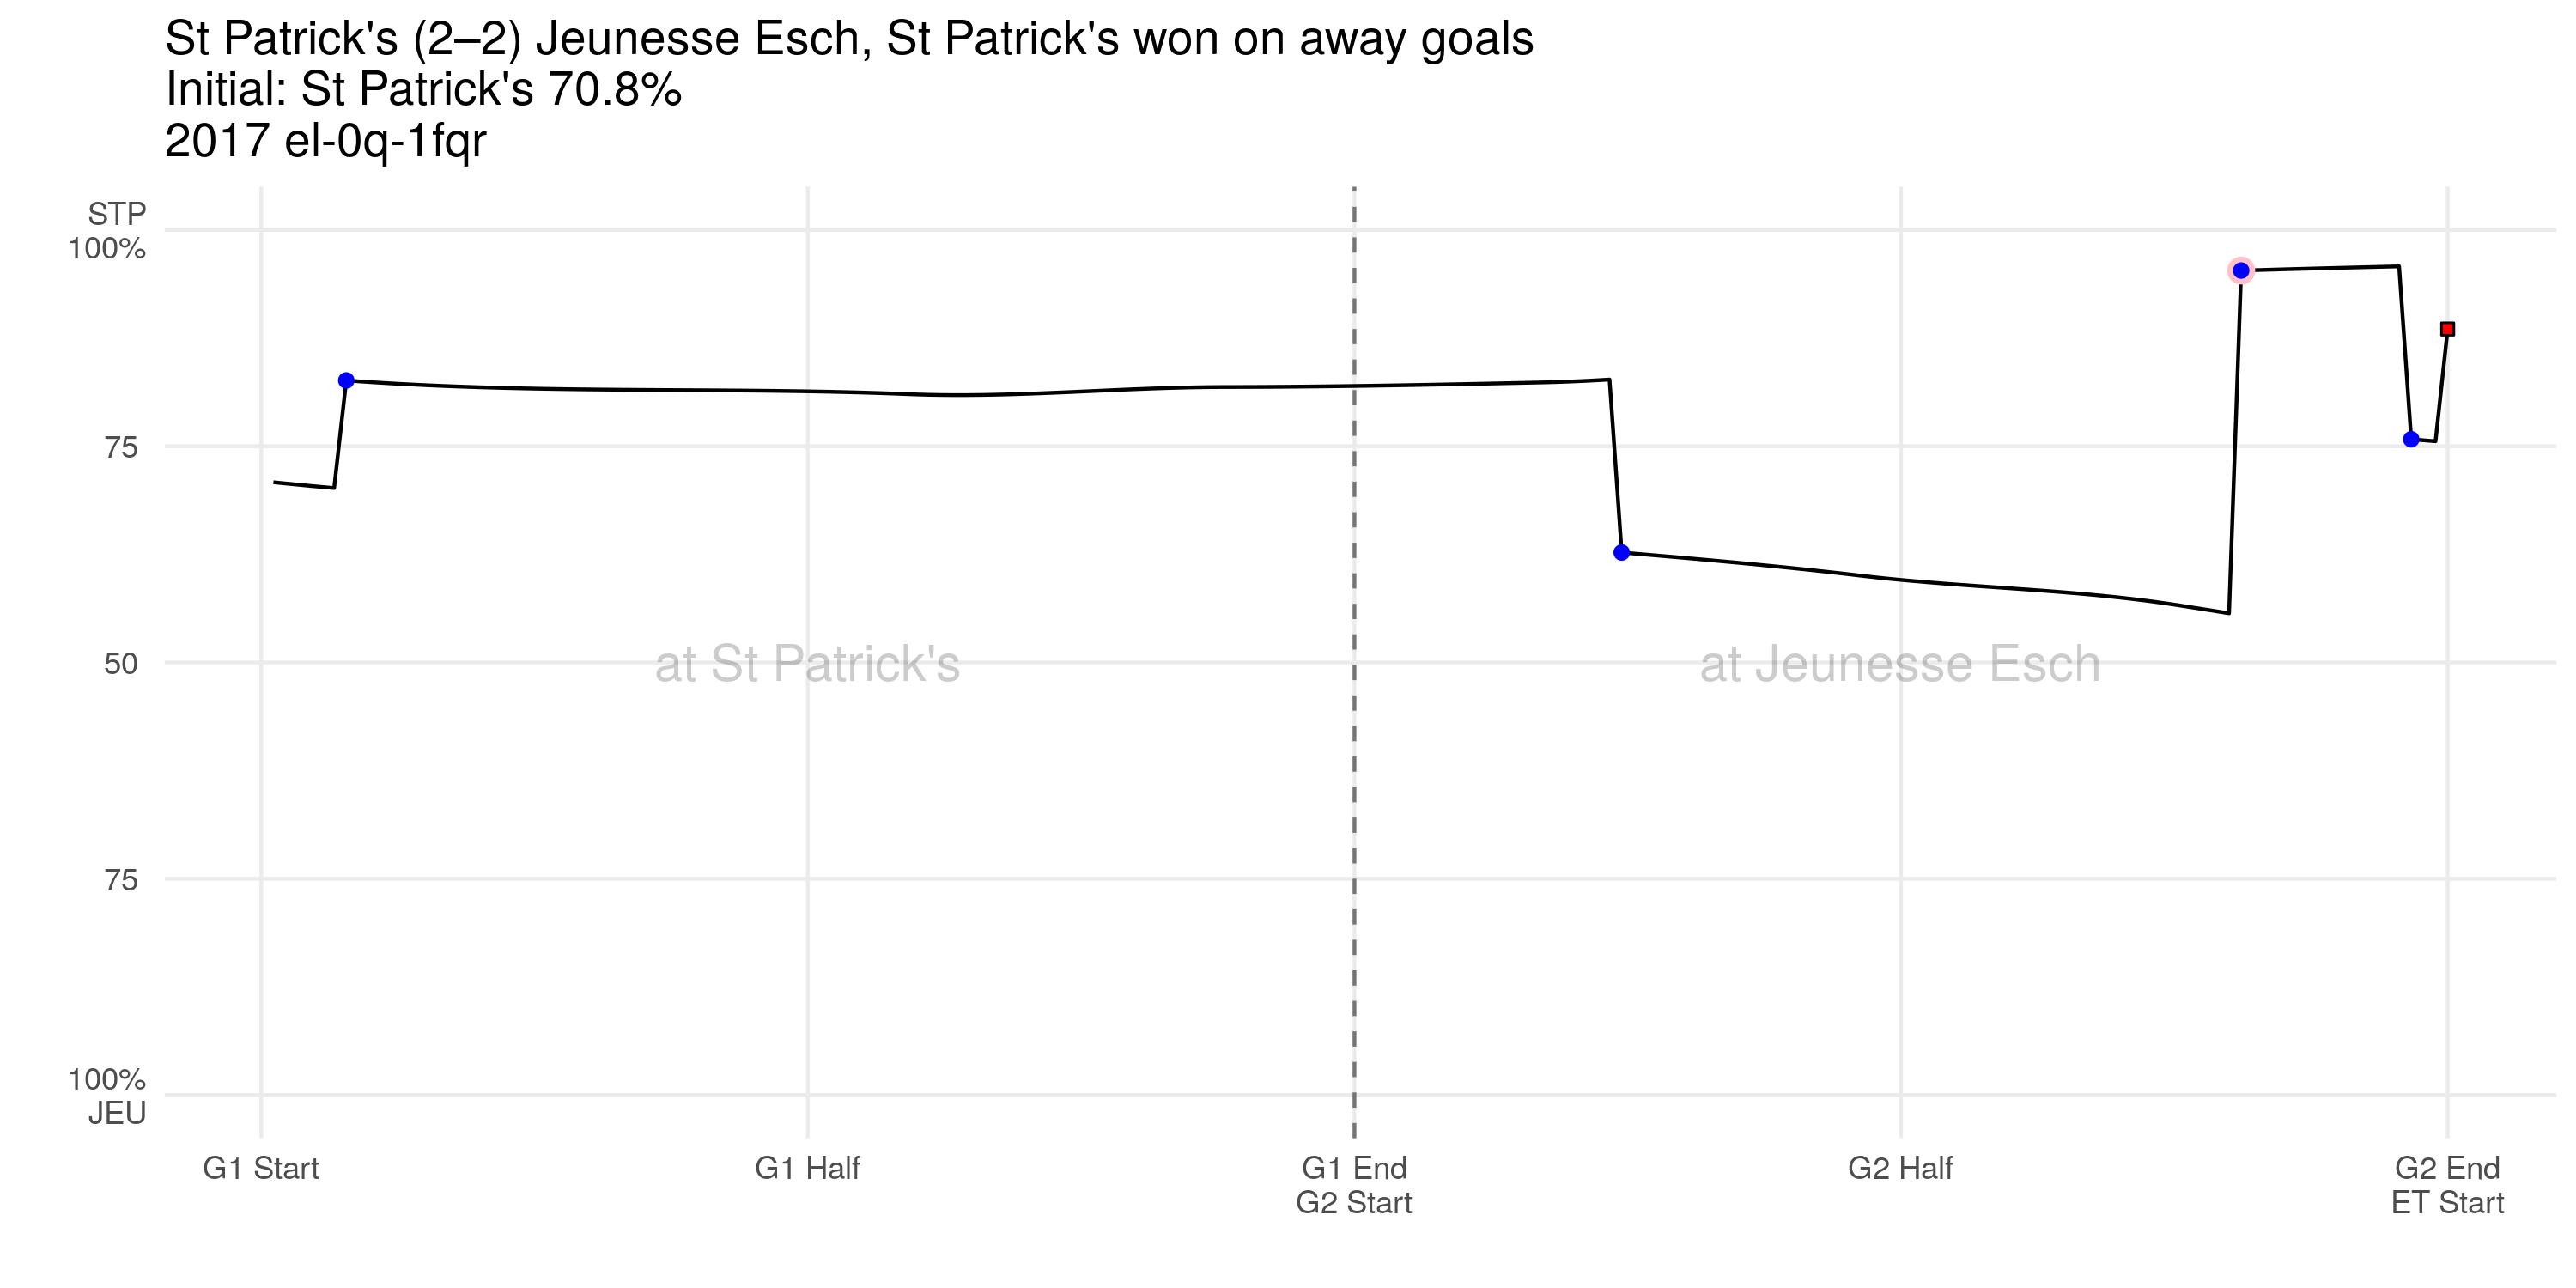 St Patrick's (2–2) Jeunesse Esch, St Patrick's won on away goals
Initial: St Patrick's 70.8%
2017 el-0q-1fqr
STP
100%
75
50
75
100%
JEU
at St Patrick's
at Jeunesse Esch
G1 Start
G1 Half
G1 End
G2 Start
G2 Half
G2 End
ET Start